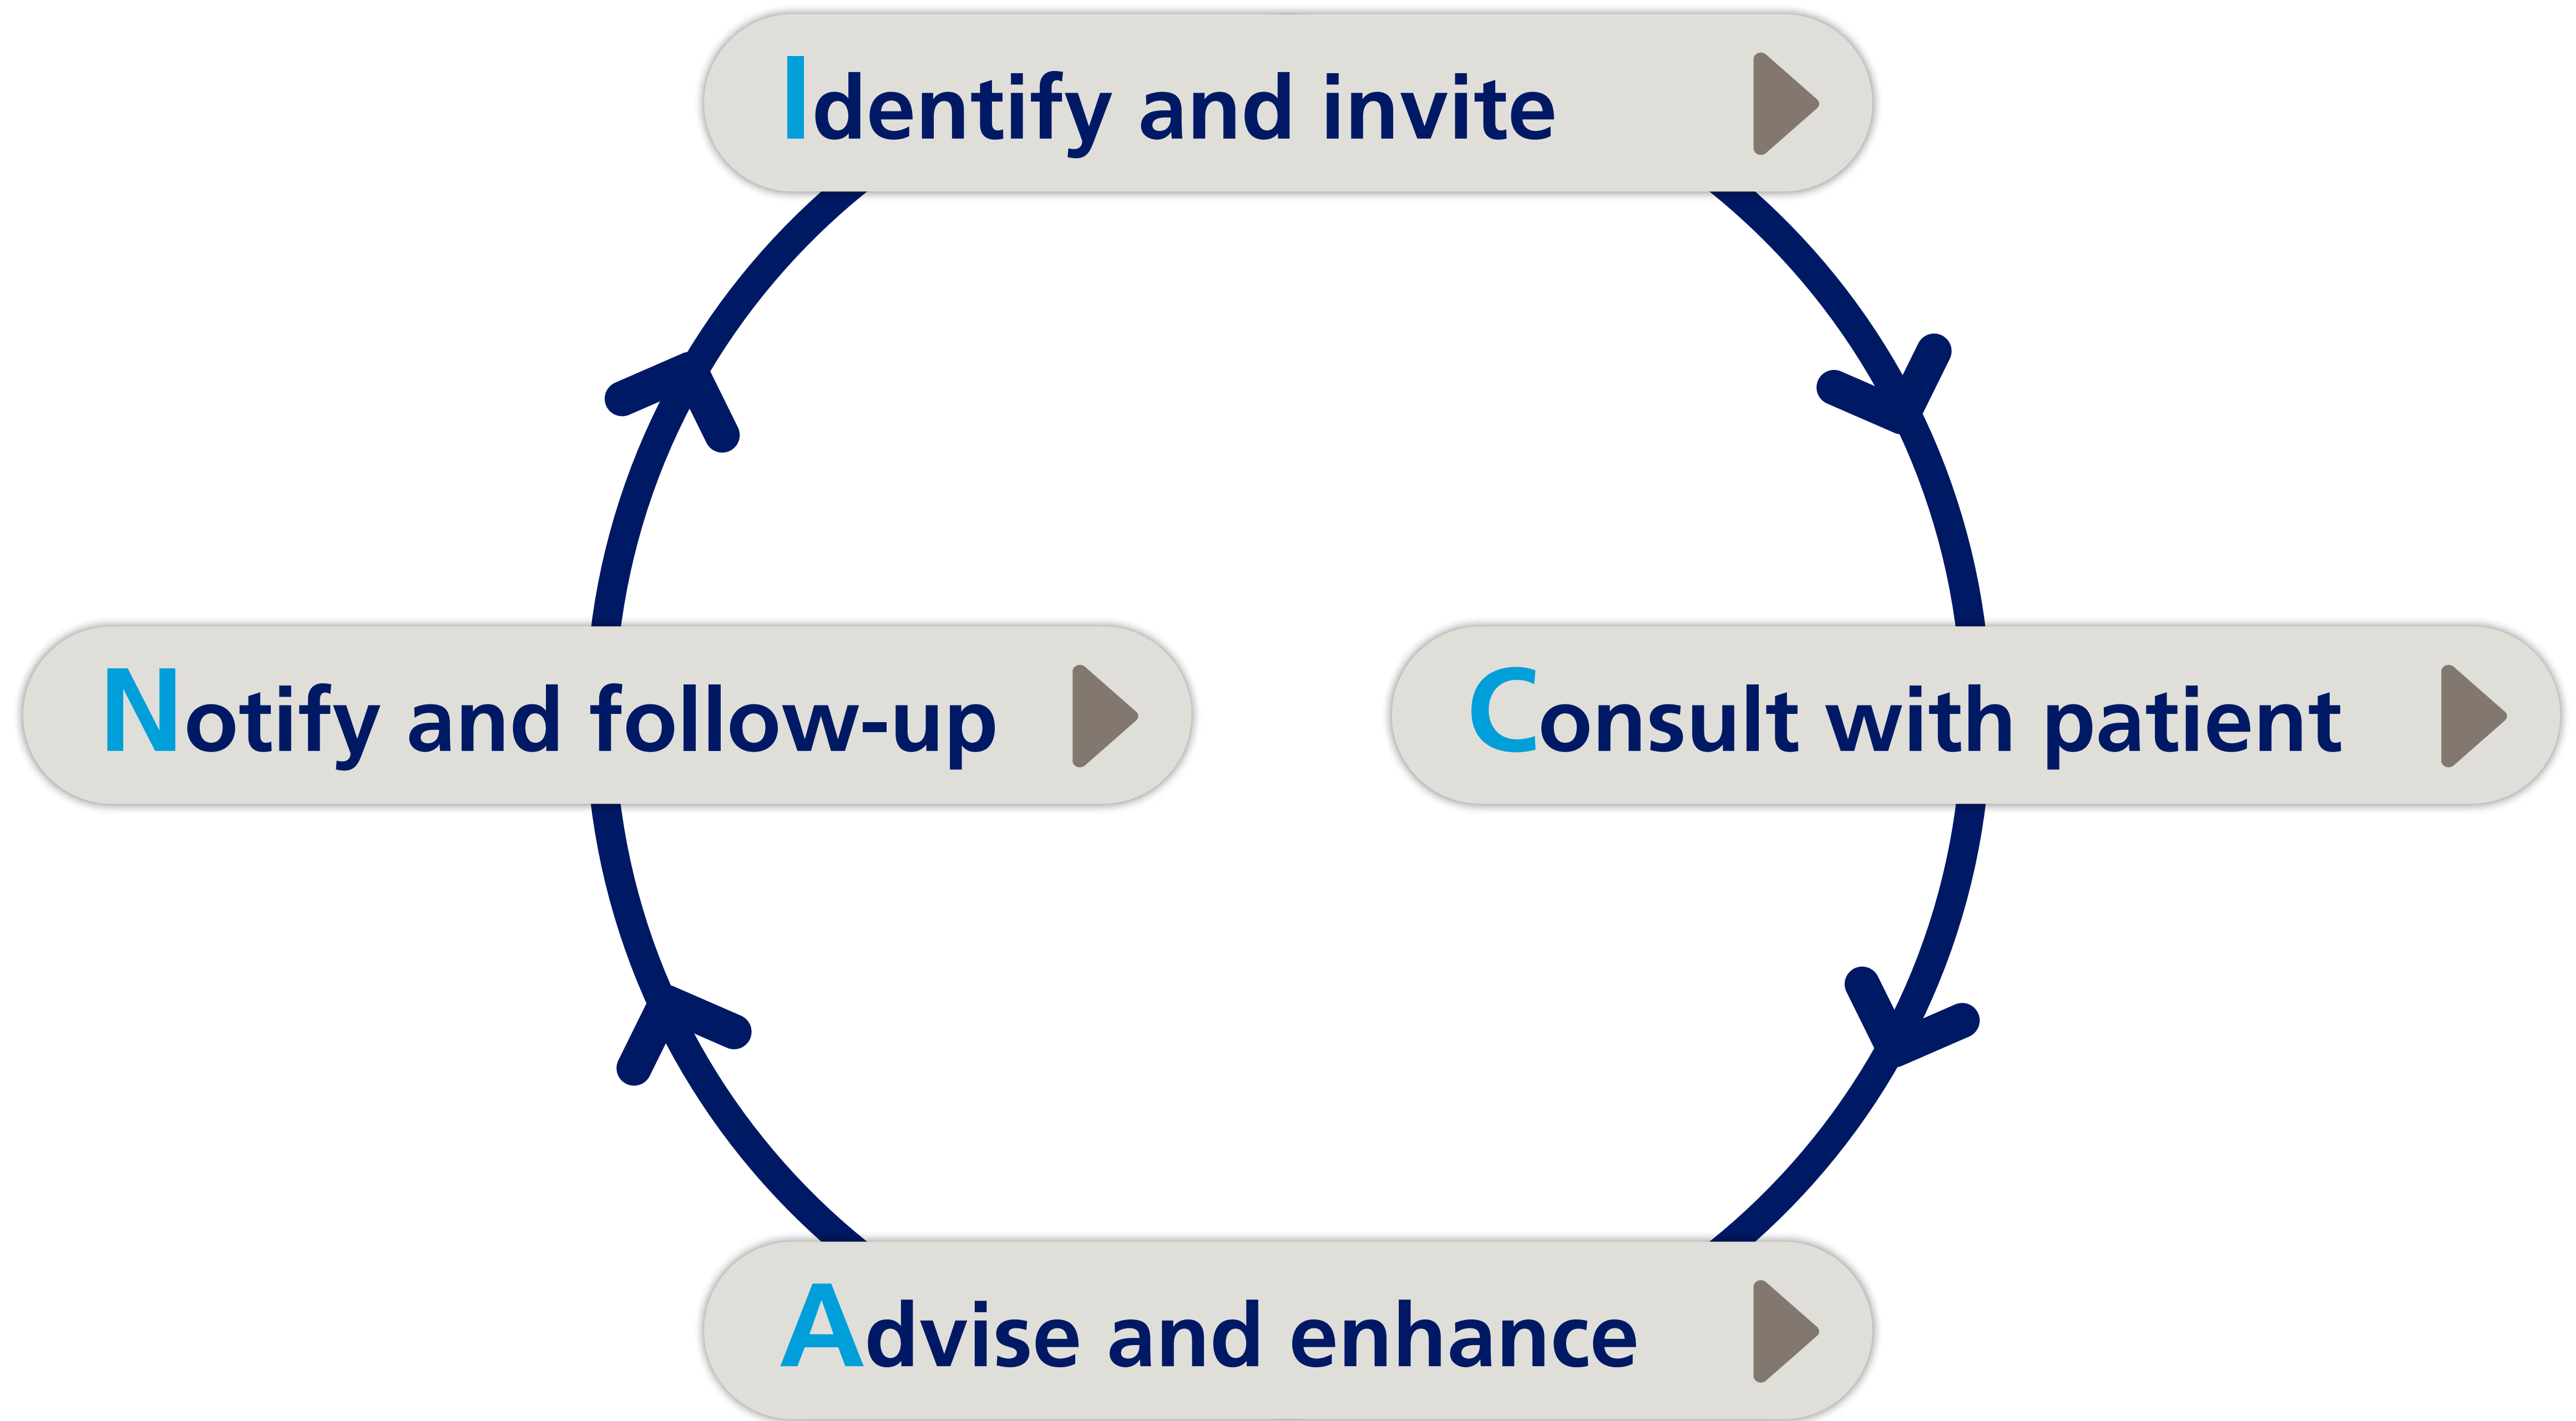 Identify and invite
Notify and follow-up
Consult with patient
Advise and enhance